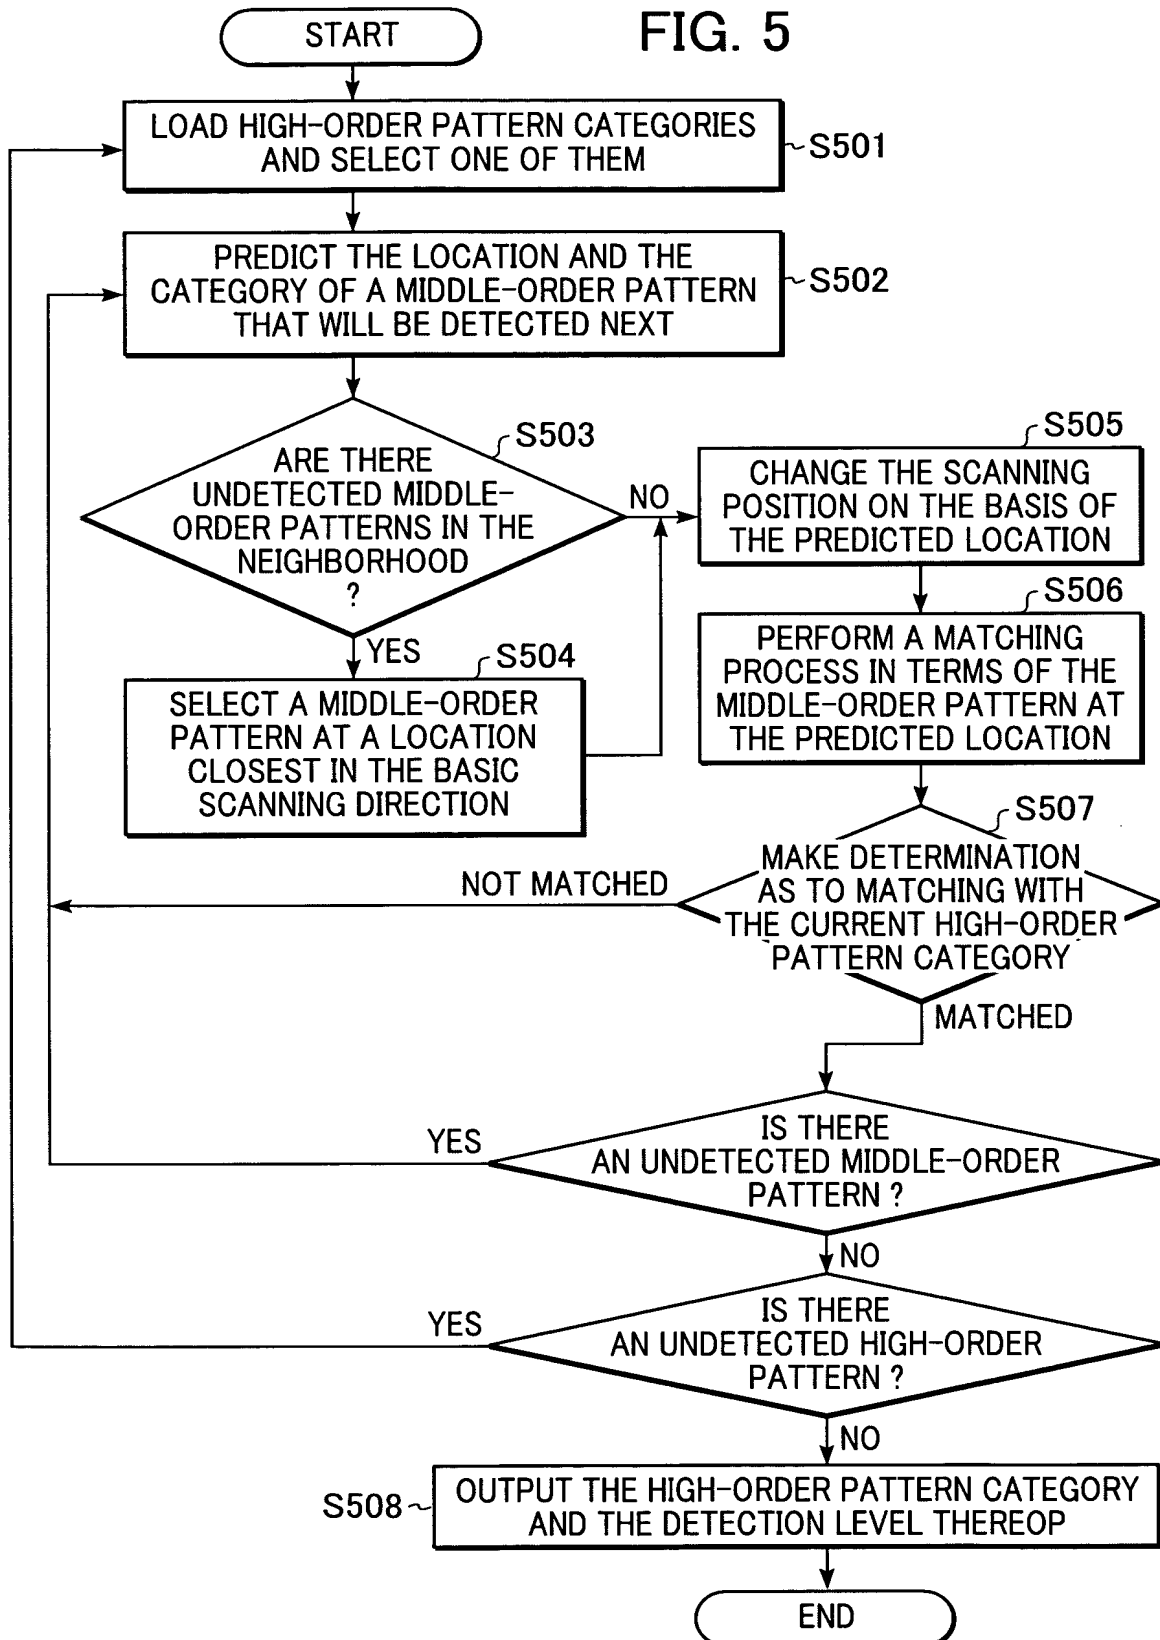 FIG. 5
START
LOAD HIGH-ORDER PATTERN CATEGORIES
AND SELECT ONE OF THEM
S501
PREDICT THE LOCATION AND THE
CATEGORY OF A MIDDLE-ORDER PATTERN
THAT WILL BE DETECTED NEXT
S502
S503
ARE THERE
UNDETECTED MIDDLE-
ORDER PATTERNS IN THE
NEIGHBORHOOD
?
NO
YES
S504
SELECT A MIDDLE-ORDER
PATTERN AT A LOCATION
CLOSEST IN THE BASIC
SCANNING DIRECTION
S505
CHANGE THE SCANNING
POSITION ON THE BASIS OF
THE PREDICTED LOCATION
S506
PERFORM A MATCHING
PROCESS IN TERMS OF THE
MIDDLE-ORDER PATTERN AT
THE PREDICTED LOCATION
S507
MAKE DETERMINATION
AS TO MATCHING WITH
THE CURRENT HIGH-ORDER
PATTERN CATEGORY
NOT MATCHED
MATCHED
IS THERE
AN UNDETECTED MIDDLE-ORDER
PATTERN ?
YES
NO
IS THERE
AN UNDETECTED HIGH-ORDER
PATTERN ?
YES
NO
S508
OUTPUT THE HIGH-ORDER PATTERN CATEGORY
AND THE DETECTION LEVEL THEREOP
END